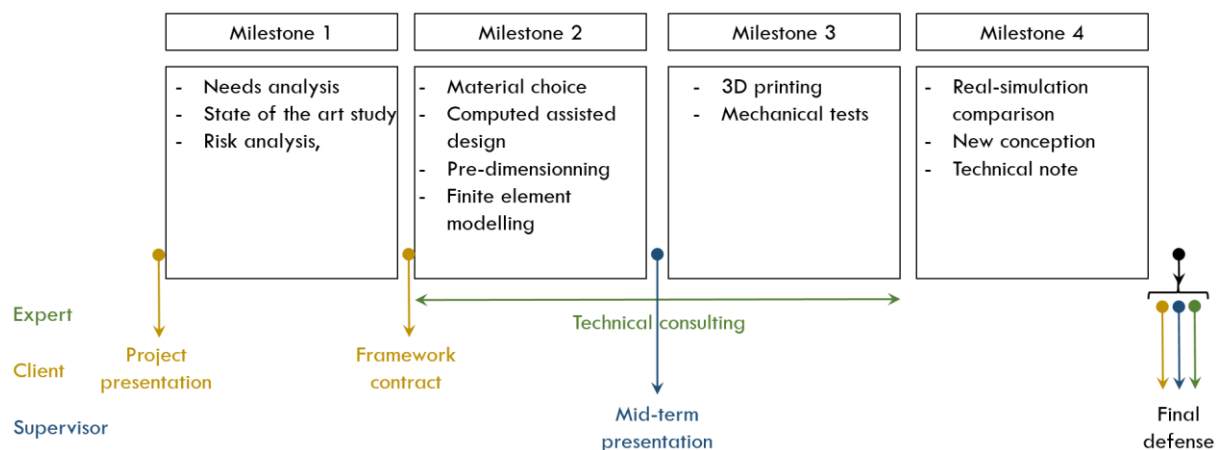 Milestone 1
Milestone 2
Milestone 3
Milestone 4
- Needs analysis
- State of the art study
- Risk analysis,
- Material choice
- Computed assisted
design
- Pre-dimensionning
- Finite element
modelling
- 3D printing
- Mechanical tests
- Real-simulation
comparison
- New conception
- Technical note
Expert
Technical consulting
Client
Project
presentation
Framework
contract
Supervisor
Mid-term
presentation
Final
defense